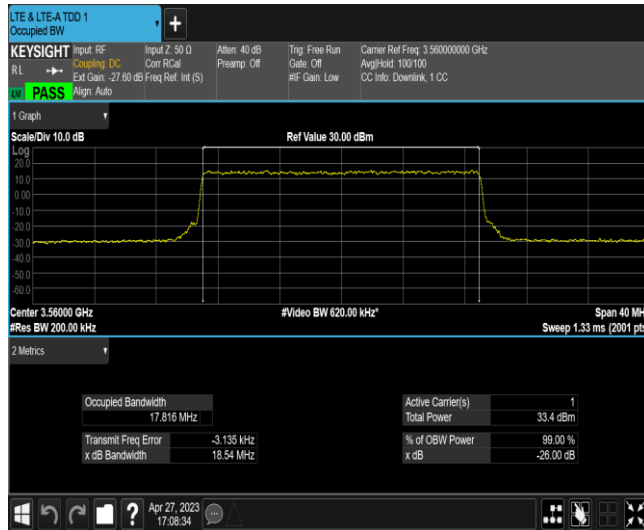 LTE & LTE-A TDD 1
Occupied BW
KEYSIGHT Input: RF Input Z: 50 Ω Atten: 40 dB Trig: Free Run Carrier Ref Freq: 3.560000000 GHz
RL Coupling: DC Corr RCal Preamp: Off Gate: Off Avg|Hold: 100/100
Ext Gain: -27.60 dB Freq Ref: Int (S) #IF Gain: Low CC Info: Downlink, 1 CC
PASS Align: Auto
1 Graph
Scale/Div 10.0 dB Ref Value 30.00 dBm
Log
20.0
10.0
0.00
-10.0
-20.0
-30.0
-40.0
-50.0
-60.0
Center 3.56000 GHz #Video BW 620.00 kHz* Span 40 MH
#Res BW 200.00 kHz Sweep 1.33 ms (2001 pts
2 Metrics
Occupied Bandwidth Active Carrier(s) 1
17.816 MHz Total Power 33.4 dBm
Transmit Freq Error -3.135 kHz % of OBW Power 99.00 %
x dB Bandwidth 18.54 MHz x dB -26.00 dB
Apr 27, 2023
17:08:34